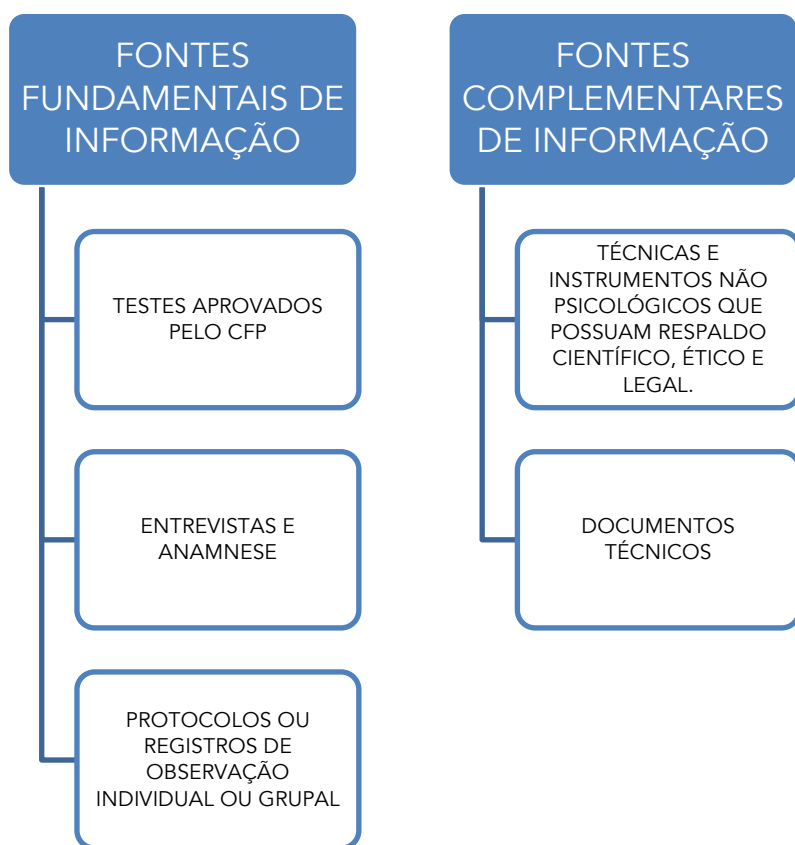 FONTES
FUNDAMENTAIS DE
INFORMAÇÃO
TESTES APROVADOS
PELO CFP
ENTREVISTAS E
ANAMNESE
PROTOCOLOS OU
REGISTROS DE
OBSERVAÇÃO
INDIVIDUAL OU GRUPAL
FONTES
COMPLEMENTARES
DE INFORMAÇÃO
TÉCNICAS E
INSTRUMENTOS NÃO
PSICOLÓGICOS QUE
POSSUAM RESPALDO
CIENTÍFICO, ÉTICO E
LEGAL.
DOCUMENTOS
TÉCNICOS